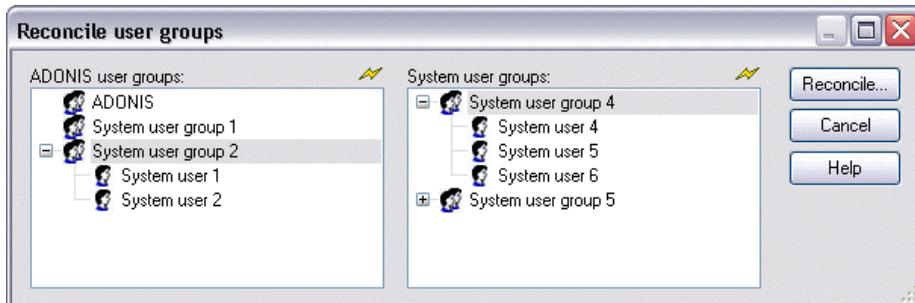 Reconcile user groups
ADONIS user groups:
ADONIS
System user group 1
System user group 2
System user 1
System user 2
System user groups:
System user group 4
System user 4
System user 5
System user 6
System user group 5
Reconcile...
Cancel
Help